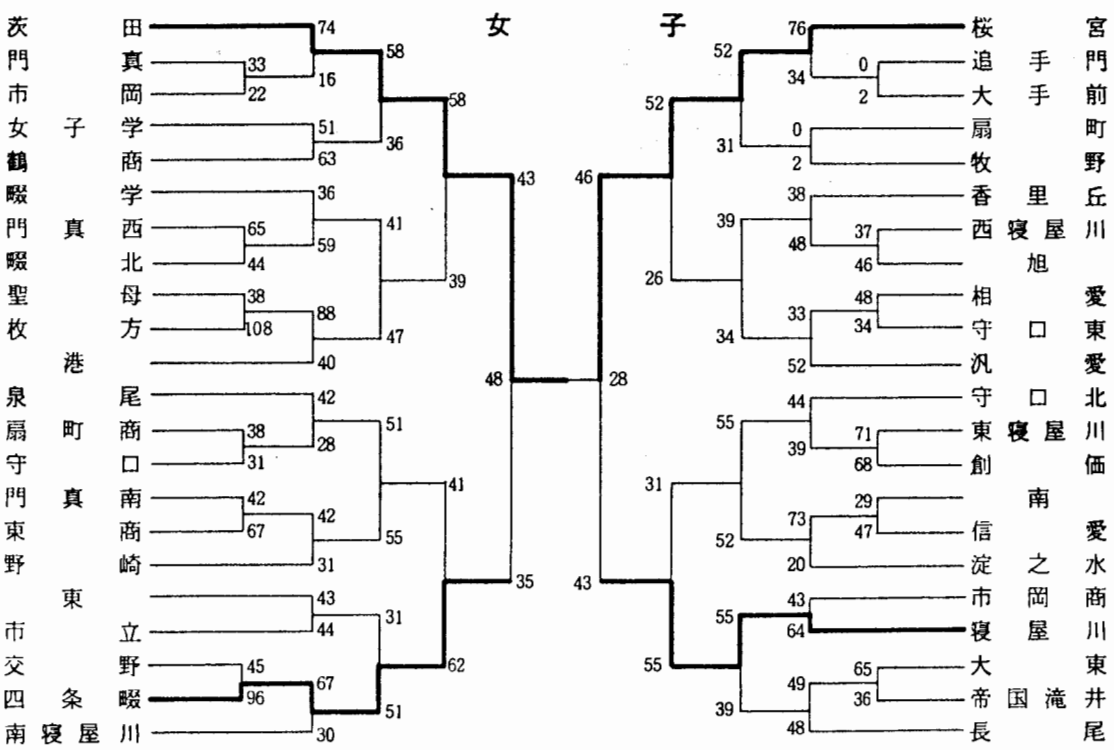 女 子
茨田 74
58
門真 33
16
市岡 22
58
女子学 51
36
鶴商 63
43
畷学 36
41
門真西 65
59
畷北 44
39
聖母 38
88
枚方 108
47
港 40
48
泉尾 42
51
扇町商 38
28
守口 31
41
門真南 42
42
東商 67
55
野崎 31
35
東 43
31
市立 44
62
交野 45
67
四条畷 96
51
南寝屋川 30
76 桜宮
52
0 追手門
34
2 大手前
52
0 扇町
31
2 牧野
46
38 香里丘
39
37 西寝屋川
48
46 旭
26
48 相愛
33
34 守口東
34
52 汎愛
28
44 守口北
55
71 東寝屋川
39
68 創価
31
29 南
73
47 信愛
52
20 淀之水
43
43 市岡商
55
64 寝屋川
55
65 大東
49
36 帝国滝井
39
48 長尾